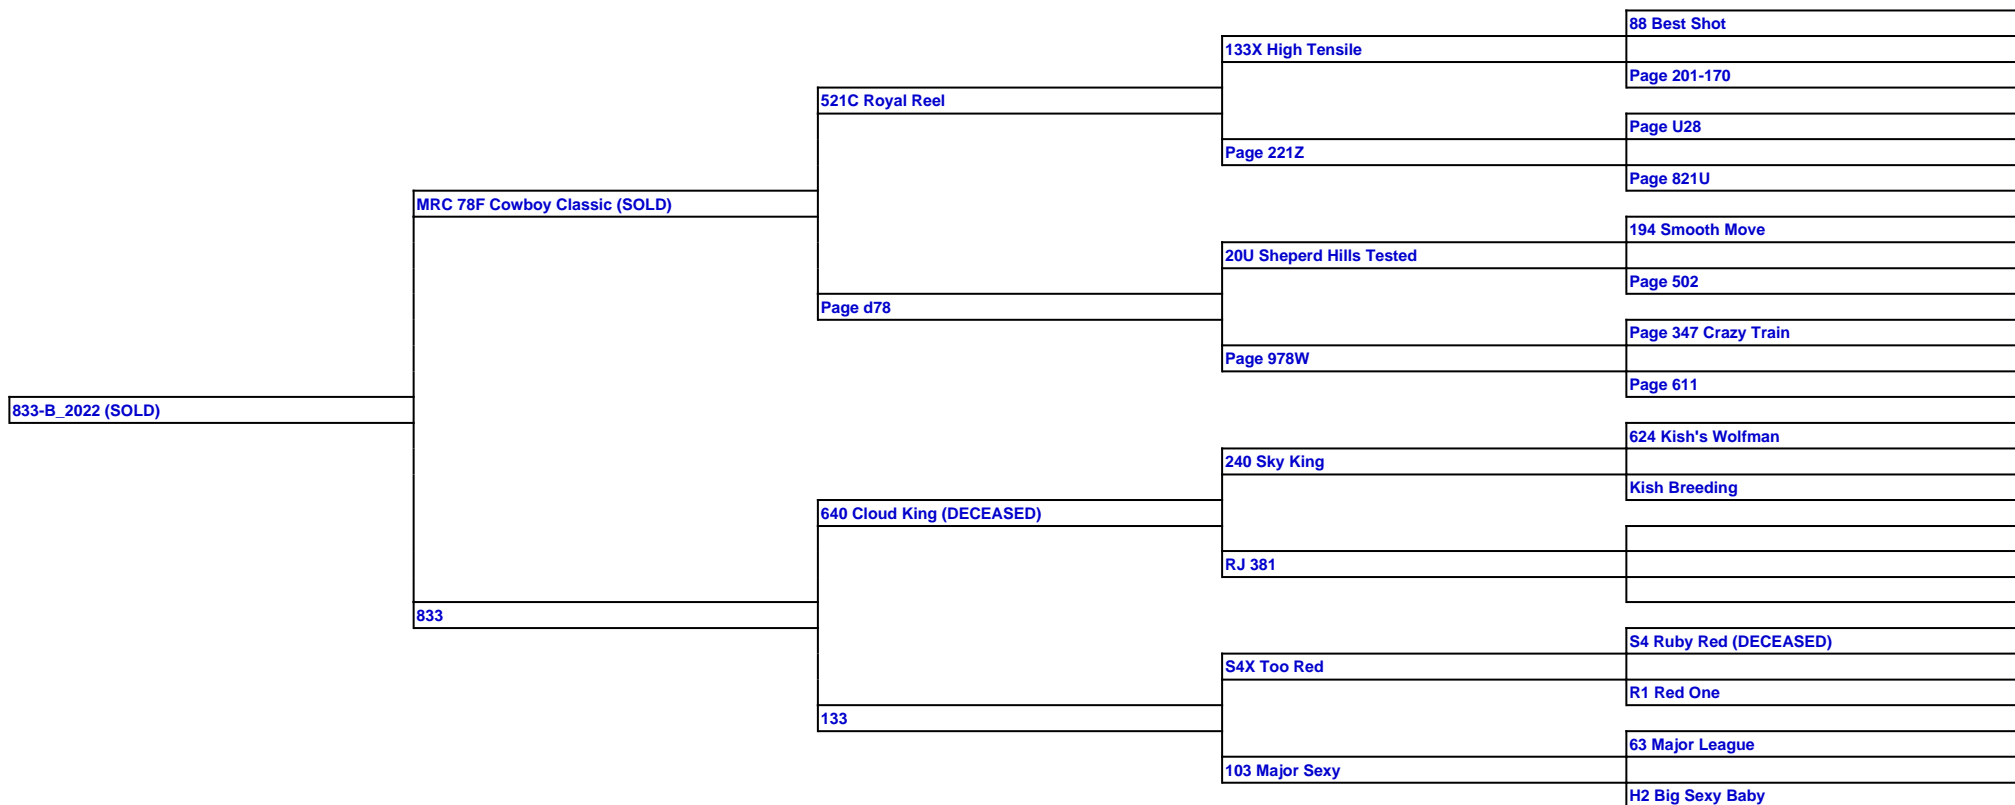 88 Best Shot
133X High Tensile
Page 201-170
521C Royal Reel
Page U28
Page 221Z
Page 821U
MRC 78F Cowboy Classic (SOLD)
194 Smooth Move
20U Sheperd Hills Tested
Page 502
Page d78
Page 347 Crazy Train
Page 978W
Page 611
833-B_2022 (SOLD)
624 Kish's Wolfman
240 Sky King
Kish Breeding
640 Cloud King (DECEASED)
RJ 381
833
S4 Ruby Red (DECEASED)
S4X Too Red
R1 Red One
133
63 Major League
103 Major Sexy
H2 Big Sexy Baby